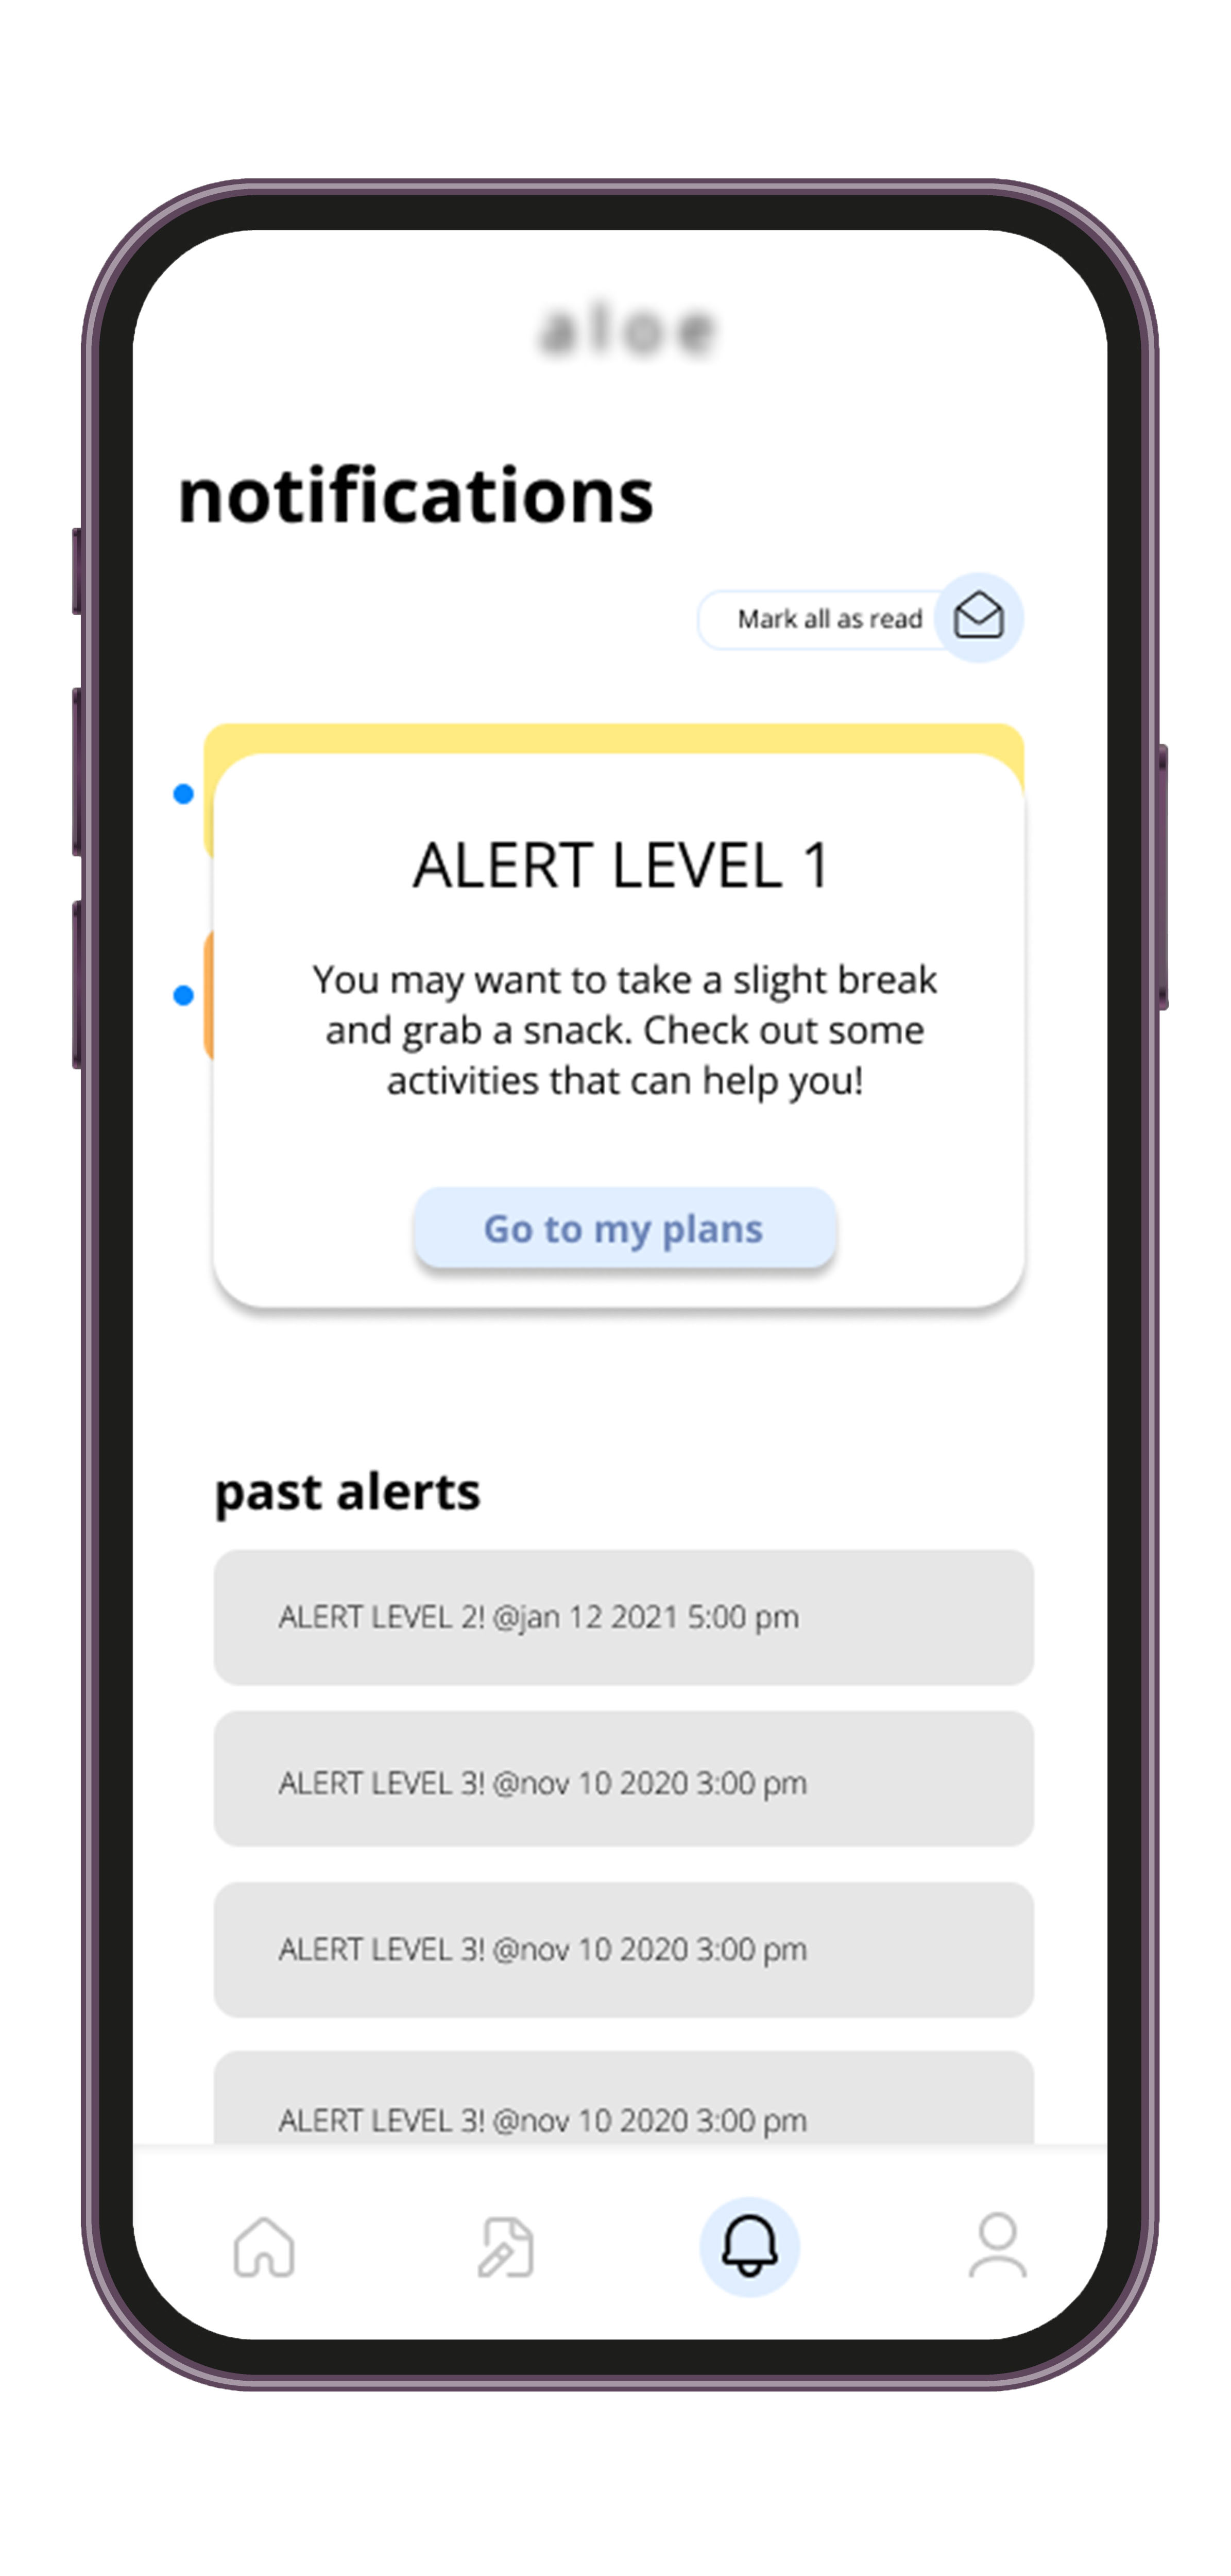 aloe
notifications
Mark all as read
ALERT LEVEL 1
You may want to take a slight break
and grab a snack. Check out some
activities that can help you!
Go to my plans
past alerts
ALERT LEVEL 2! @jan 12 2021 5:00 pm
ALERT LEVEL 3! @nov 10 2020 3:00 pm
ALERT LEVEL 3! @nov 10 2020 3:00 pm
ALERT LEVEL 3! @nov 10 2020 3:00 pm